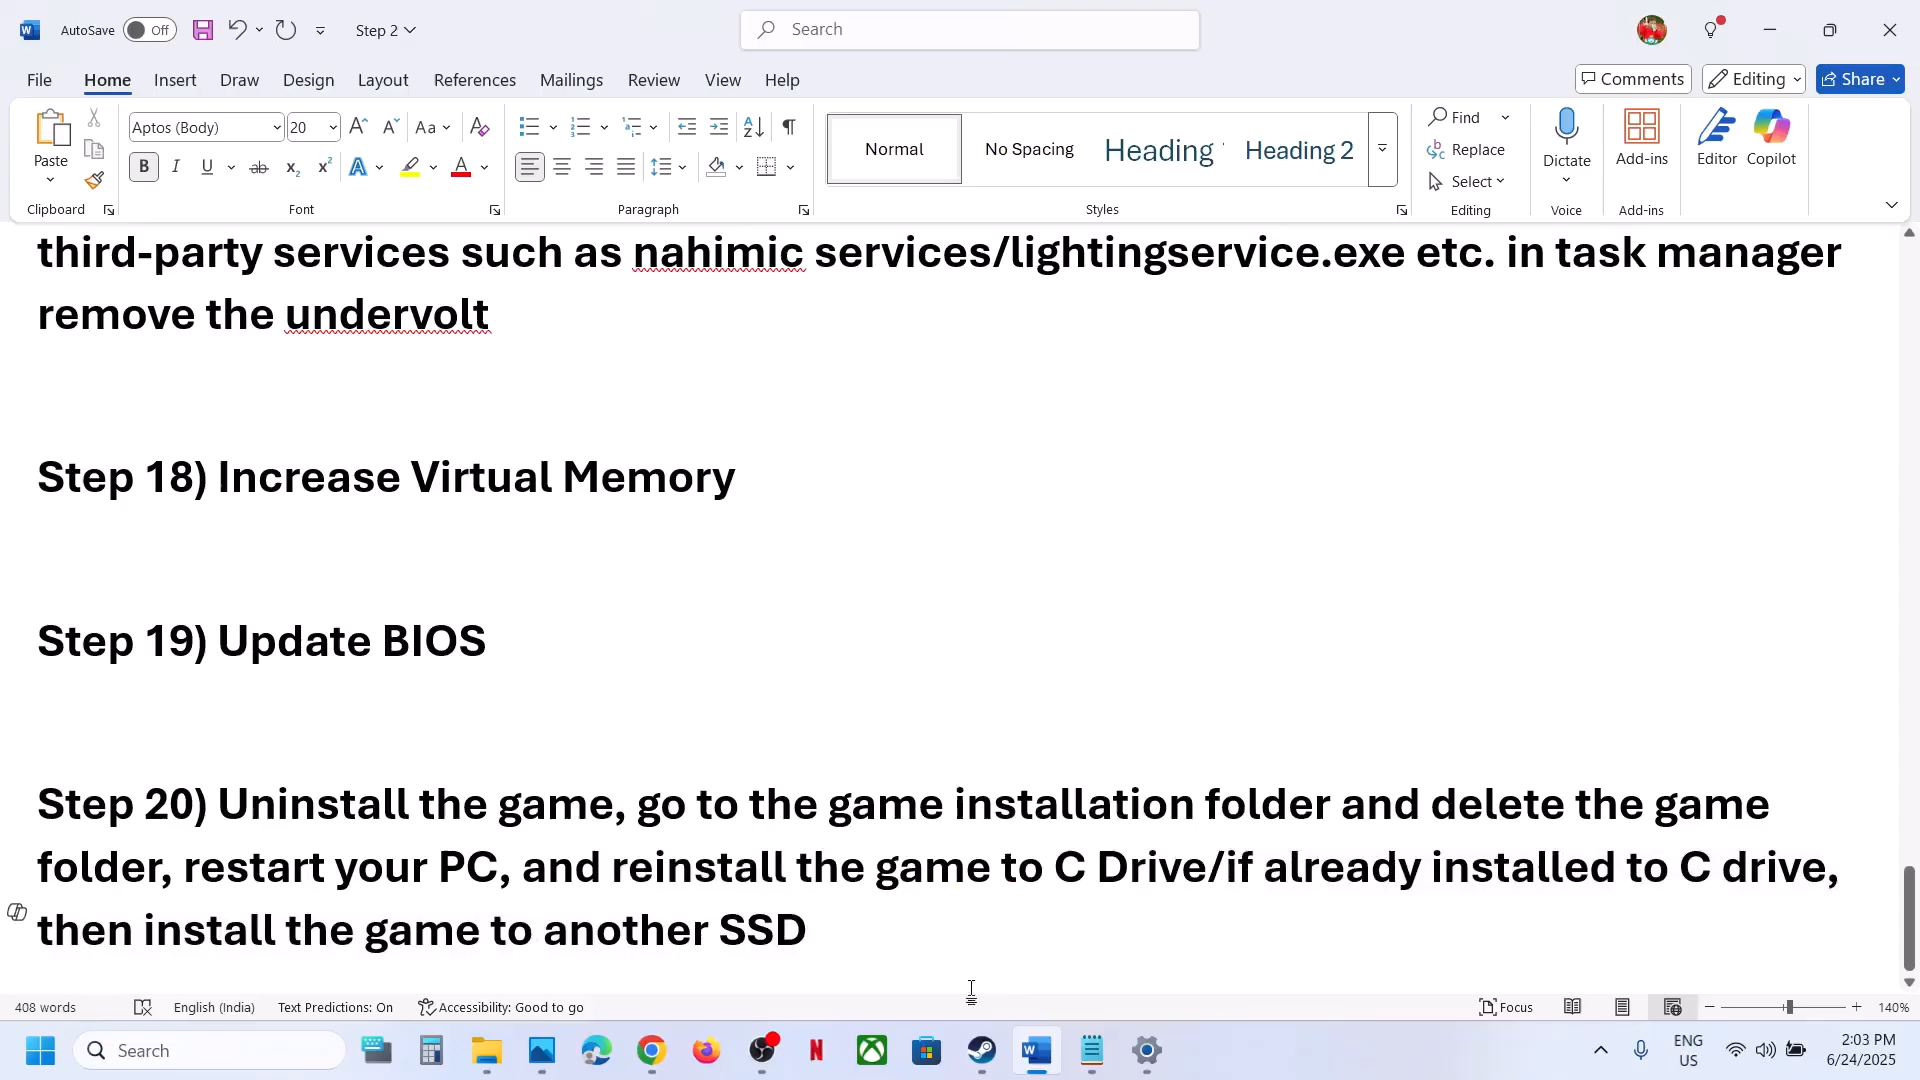 AutoSave Off Step 2 Search
File Home Insert Draw Design Layout References Mailings Review View Help Comments Editing Share
Paste Aptos (Body) 20 Aa Normal No Spacing Heading Heading 2 Find Replace Select Dictate Add-ins Editor Copilot
Clipboard Font Paragraph Styles Editing Voice Add-ins
third-party services such as nahimic services/lightingservice.exe etc. in task manager
remove the undervolt
Step 18) Increase Virtual Memory
Step 19) Update BIOS
Step 20) Uninstall the game, go to the game installation folder and delete the game
folder, restart your PC, and reinstall the game to C Drive/if already installed to C drive,
then install the game to another SSD
408 words English (India) Text Predictions: On Accessibility: Good to go Focus 140%
Search ENG US 2:03 PM
6/24/2025